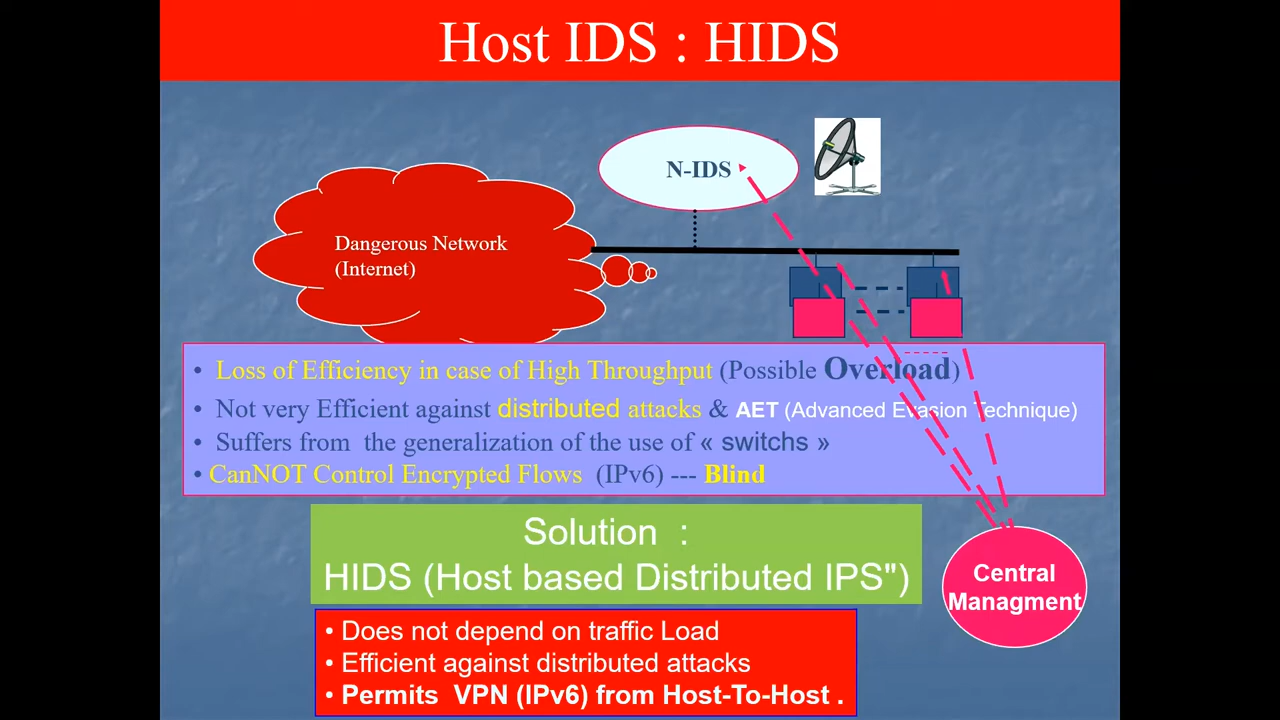 Host IDS : HIDS
N-IDS
Dangerous Network
(Internet)
• Loss of Efficiency in case of High Throughput (Possible Overload)
• Not very Efficient against distributed attacks & AET (Advanced Evasion Technique)
• Suffers from the generalization of the use of « switchs »
• CanNOT Control Encrypted Flows (IPv6) --- Blind
Solution :
HIDS (Host based Distributed IPS")
Central
Managment
• Does not depend on traffic Load
• Efficient against distributed attacks
• Permits VPN (IPv6) from Host-To-Host .